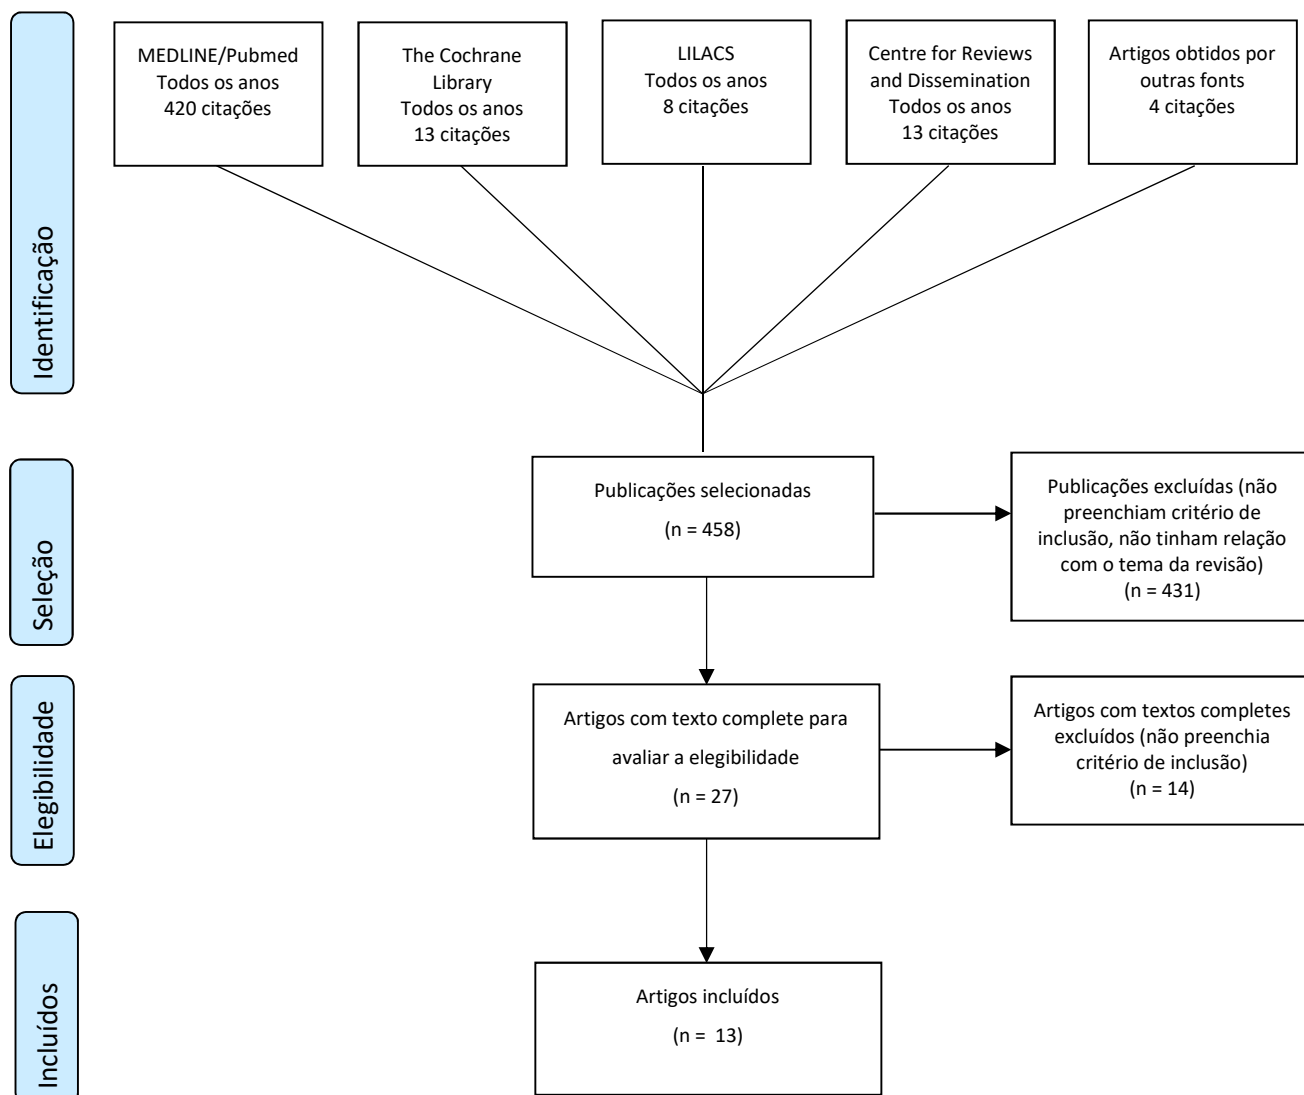 Identificação
MEDLINE/Pubmed
Todos os anos
420 citações
The Cochrane
Library
Todos os anos
13 citações
LILACS
Todos os anos
8 citações
Centre for Reviews
and Dissemination
Todos os anos
13 citações
Artigos obtidos por
outras fonts
4 citações
Seleção
Publicações selecionadas
(n = 458)
Publicações excluídas (não
preenchiam critério de
inclusão, não tinham relação
com o tema da revisão)
(n = 431)
Elegibilidade
Artigos com texto complete para
avaliar a elegibilidade
(n = 27)
Artigos com textos completes
excluídos (não preenchia
critério de inclusão)
(n = 14)
Incluídos
Artigos incluídos
(n = 13)